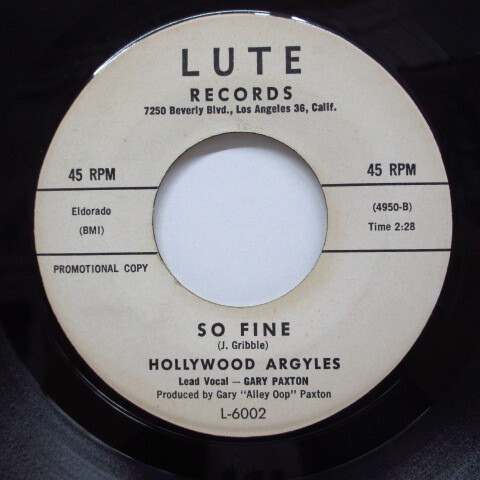 LUTE
RECORDS
7250 Beverly Blvd., Los Angeles 36, Calif.
45 RPM
45 RPM
Eldorado
(BMI)
(4950-B)
Time 2:28
PROMOTIONAL COPY
SO FINE
(J. Gribble)
HOLLYWOOD ARGYLES
Lead Vocal — GARY PAXTON
Produced by Gary "Alley Oop" Paxton
L-6002